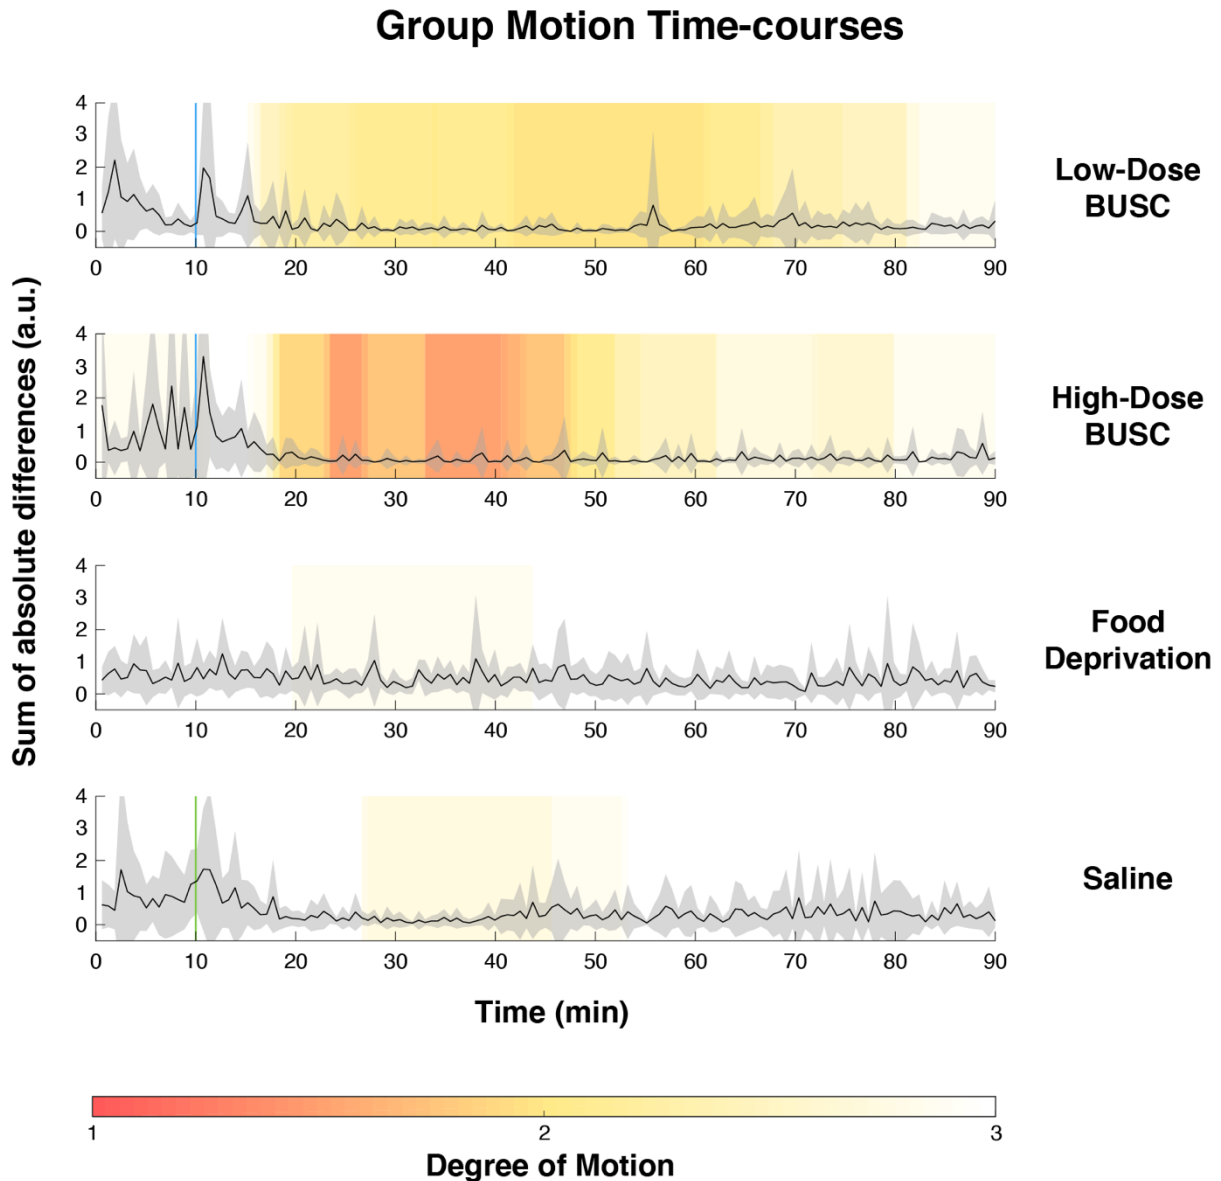 Group Motion Time-courses
Sum of absolute differences (a.u.)
4
3
2
1
0
0 10 20 30 40 50 60 70 80 90
Low-Dose
BUSC
4
3
2
1
0
0 10 20 30 40 50 60 70 80 90
High-Dose
BUSC
4
3
2
1
0
0 10 20 30 40 50 60 70 80 90
Food
Deprivation
4
3
2
1
0
0 10 20 30 40 50 60 70 80 90
Saline
Time (min)
1 2 3
Degree of Motion